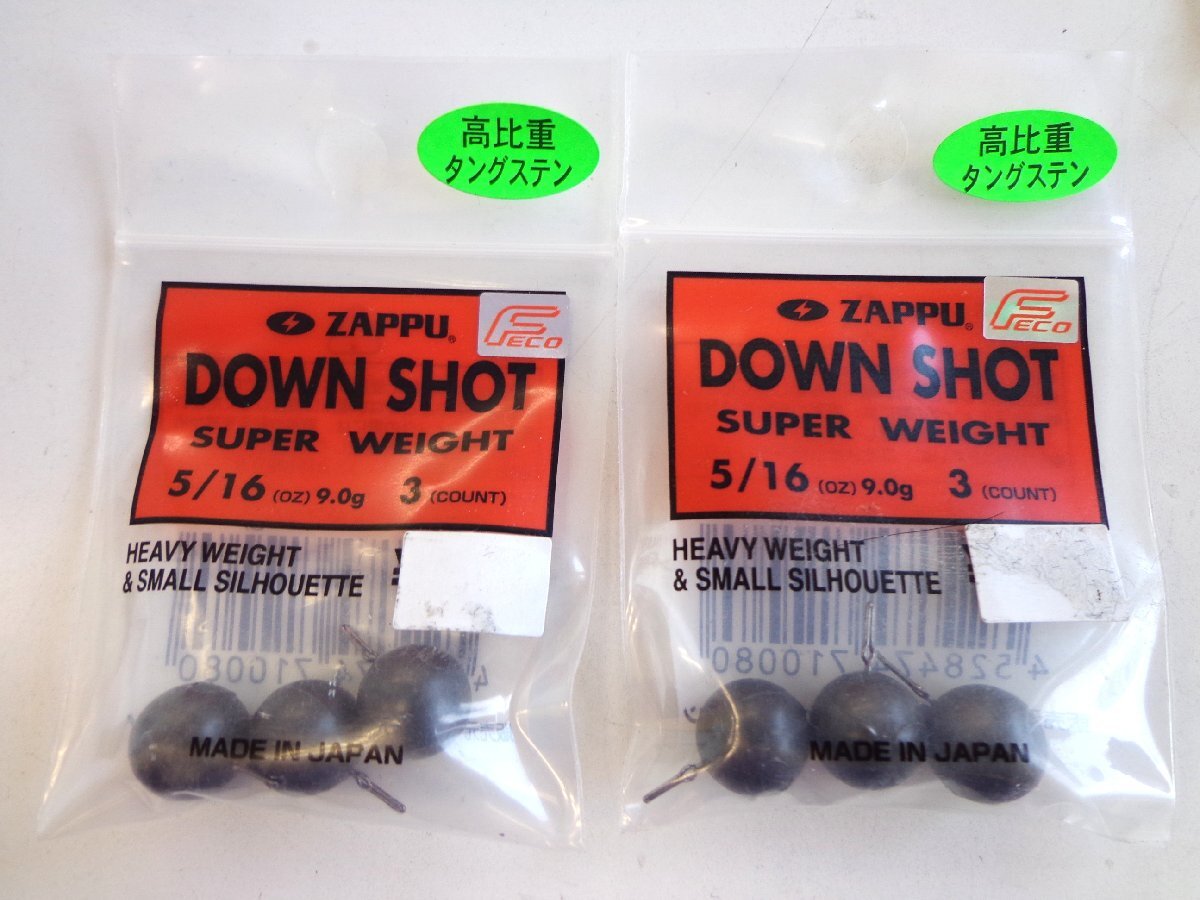 高比重
タングステン
ZAPPU®
FECO
DOWN SHOT
SUPER WEIGHT
5/16 (OZ) 9.0g 3 (COUNT)
HEAVY WEIGHT
& SMALL SILHOUETTE
MADE IN JAPAN
高比重
タングステン
ZAPPU®
FECO
DOWN SHOT
SUPER WEIGHT
5/16 (OZ) 9.0g 3 (COUNT)
HEAVY WEIGHT
& SMALL SILHOUETTE
MADE IN JAPAN